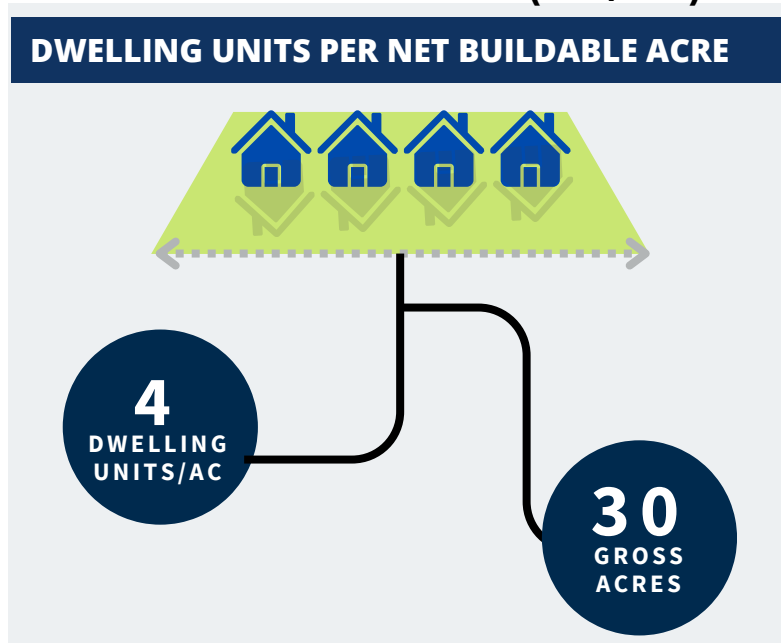 DWELLING UNITS PER NET BUILDABLE ACRE
4
DWELLING
UNITS/AC
30
GROSS
ACRES